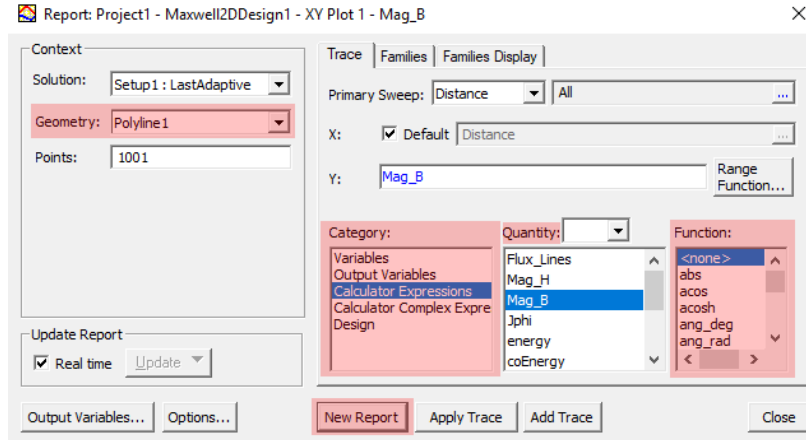 Report: Project1 - Maxwell2DDesign1 - XY Plot 1 - Mag_B
Context
Solution: Setup1 : LastAdaptive
Geometry: Polyline1
Points: 1001
Update Report
Real time Update
Trace Families Families Display
Primary Sweep: Distance All ...
X: Default Distance ...
Y: Mag_B Range
Function...
Category:
Variables
Output Variables
Calculator Expressions
Calculator Complex Expre
Design
Quantity:
Flux_Lines
Mag_H
Mag_B
Jphi
energy
coEnergy
Function:
<none>
abs
acos
acosh
ang_deg
ang_rad
Output Variables... Options... New Report Apply Trace Add Trace Close